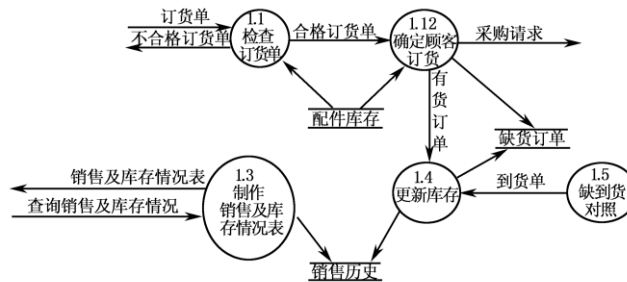 订货单
不合格订货单
1.1
检查
订货单
合格订货单
1.12
确定顾客
订货
采购请求
有
货
订
单
配件库存
缺货订单
销售及库存情况表
查询销售及库存情况
1.3
制作
销售及库
存情况表
1.4
更新库存
到货单
1.5
缺到货
对照
销售历史